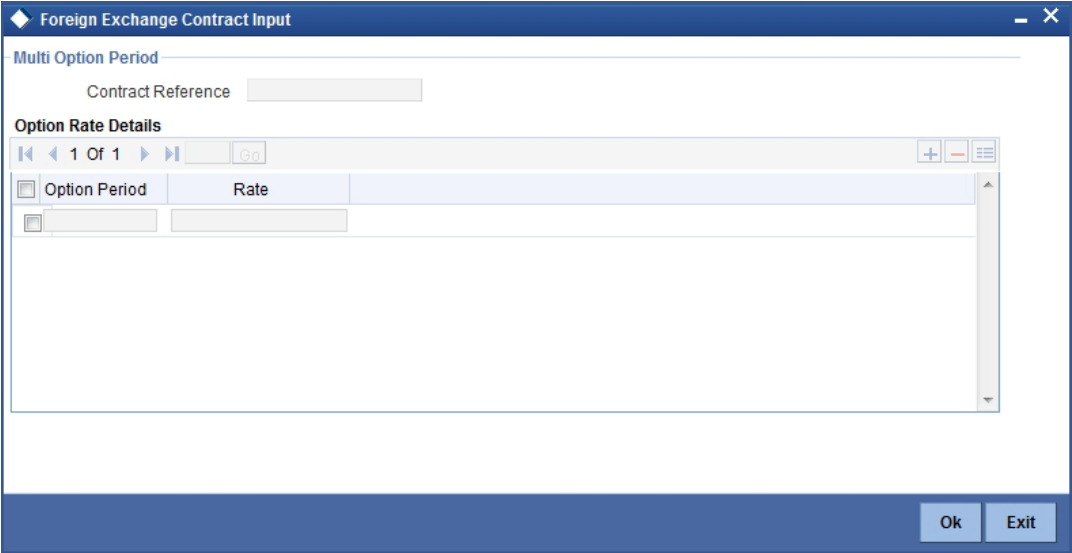 Foreign Exchange Contract Input
Multi Option Period
Contract Reference
Option Rate Details
1 Of 1 Go
Option Period Rate
Ok Exit